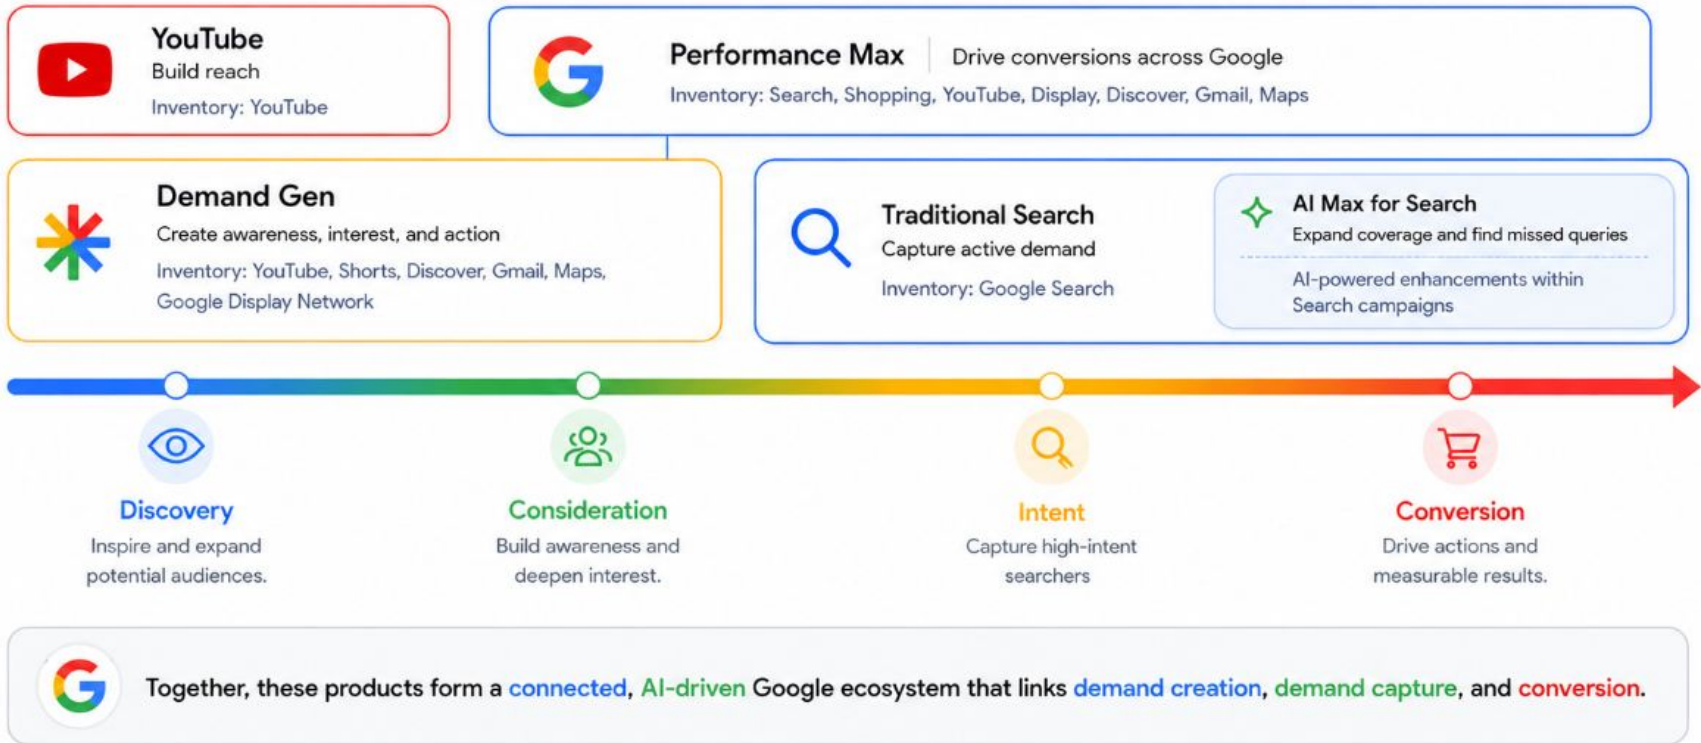 YouTube
Build reach
Inventory: YouTube
Performance Max
Drive conversions across Google
Inventory: Search, Shopping, YouTube, Display, Discover, Gmail, Maps
Demand Gen
Create awareness, interest, and action
Inventory: YouTube, Shorts, Discover, Gmail, Maps,
Google Display Network
Traditional Search
Capture active demand
Inventory: Google Search
AI Max for Search
Expand coverage and find missed queries
AI-powered enhancements within
Search campaigns
Discovery
Inspire and expand
potential audiences.
Consideration
Build awareness and
deepen interest.
Intent
Capture high-intent
searchers
Conversion
Drive actions and
measurable results.
Together, these products form a connected, AI-driven Google ecosystem that links demand creation, demand capture, and conversion.